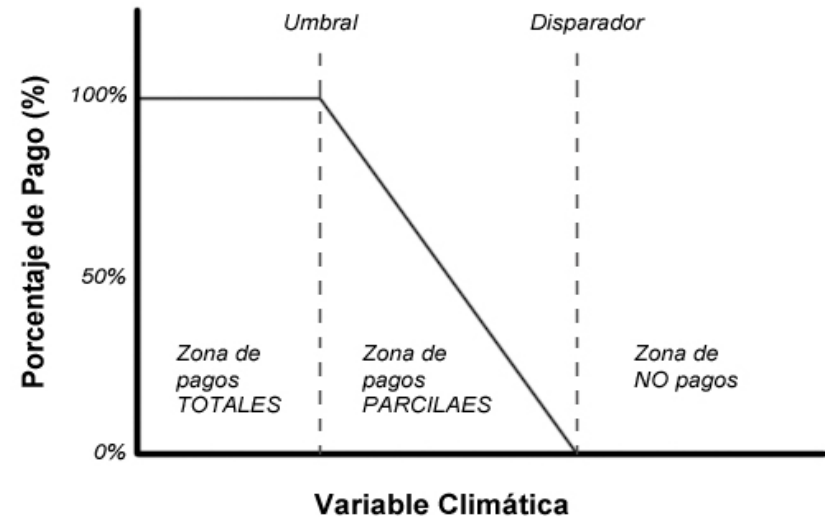 Umbral
Disparador
Porcentaje de Pago (%)
100%
50%
0%
Zona de
pagos
TOTALES
Zona de
pagos
PARCILAES
Zona de
NO pagos
Variable Climática